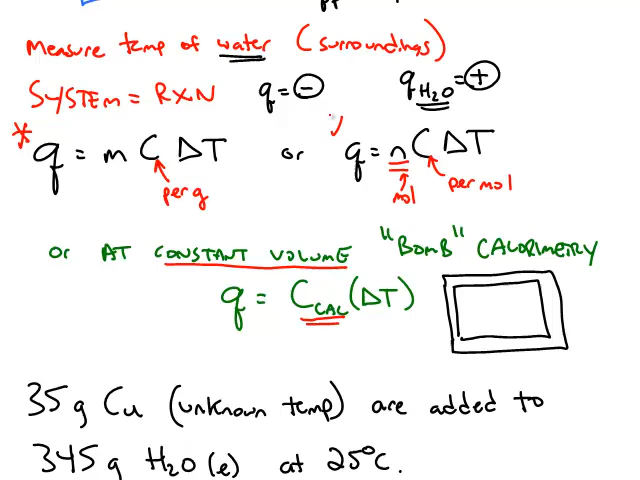 Measure temp of water (surroundings)
SYSTEM = RXN q = ⊖ qH₂O = ⊕
* q = m C ΔT or q = n C ΔT
per g mol per mol
or AT CONSTANT VOLUME "BOMB" CALORIMETRY
q = C_CAL (ΔT)
35 g Cu (unknown temp) are added to
345 g H₂O (l) at 25°C.